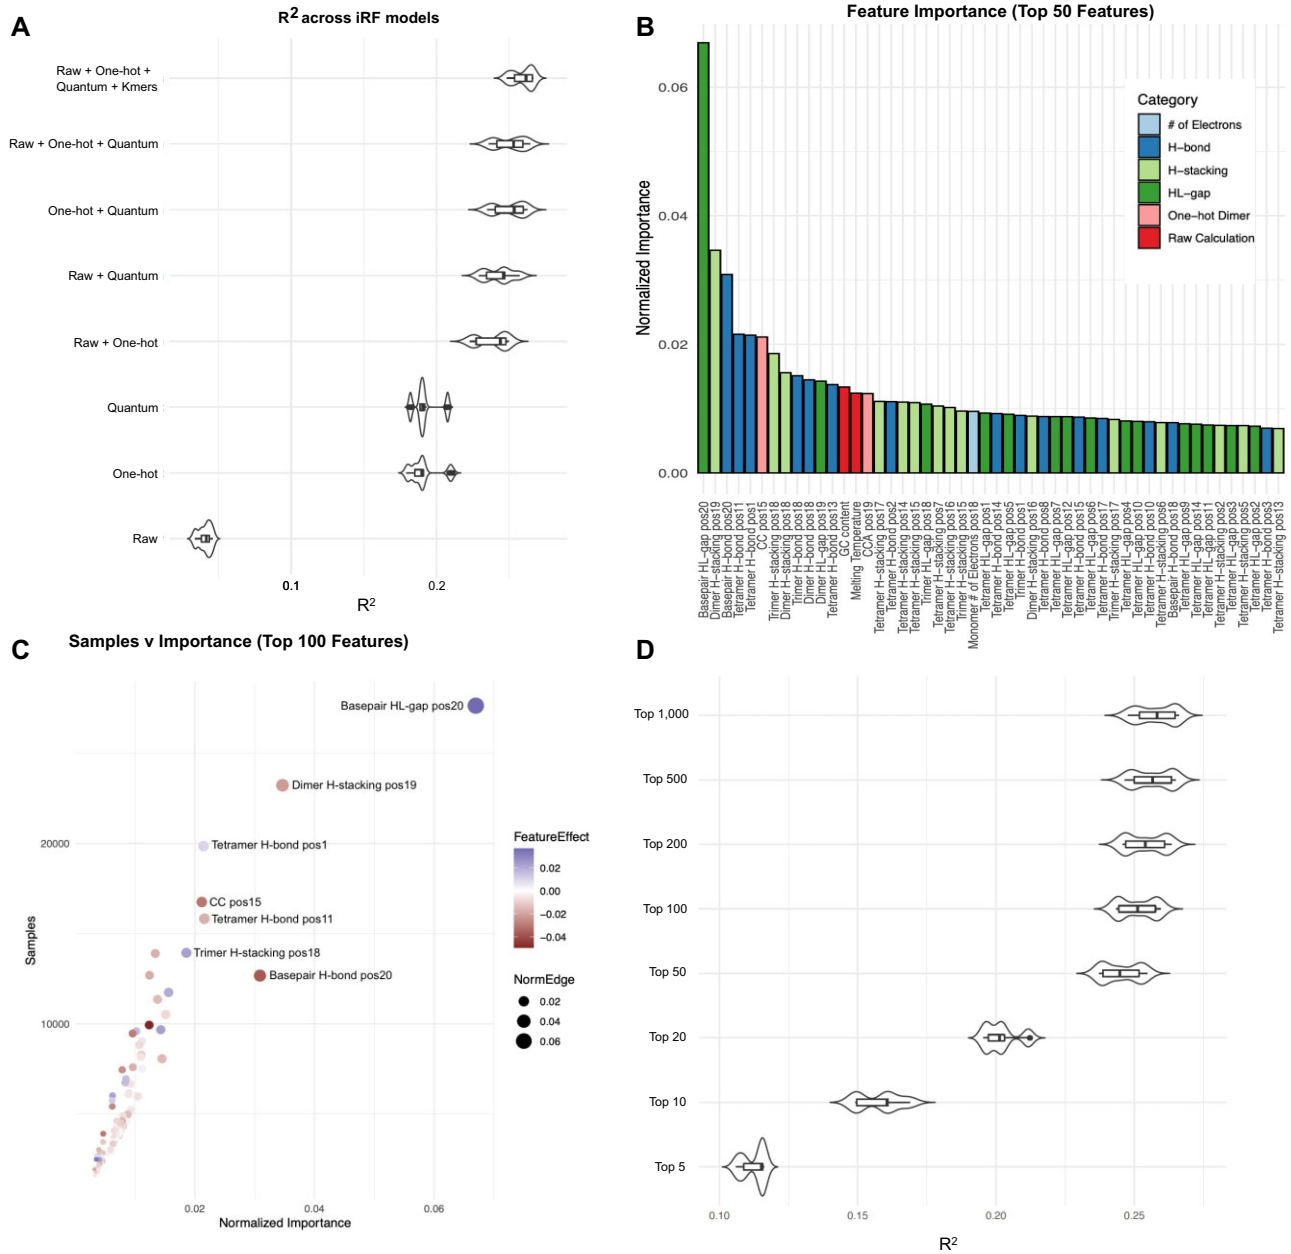 A
R2 across iRF models
Raw + One-hot +
Quantum + Kmers
Raw + One-hot + Quantum
One-hot + Quantum
Raw + Quantum
Raw + One-hot
Quantum
One-hot
Raw
0.1
0.2
R2
B
Feature Importance (Top 50 Features)
Normalized Importance
0.06
0.04
0.02
0.00
Category
# of Electrons
H-bond
H-stacking
HL-gap
One-hot Dimer
Raw Calculation
Basepair HL-gap pos20
Dimer H-stacking pos19
Basepair H-bond pos20
Tetramer H-bond pos11
Tetramer H-bond pos1
CC pos15
Trimer H-stacking pos18
Dimer H-stacking pos18
Trimer H-bond pos18
Dimer H-bond pos18
Dimer HL-gap pos19
Tetramer H-bond pos13
GC content
Melting Temperature
CCA pos19
Tetramer H-stacking pos17
Tetramer H-bond pos2
Tetramer H-stacking pos14
Tetramer H-stacking pos15
Trimer HL-gap pos18
Tetramer H-stacking pos7
Tetramer H-stacking pos16
Trimer H-stacking pos15
Monomer # of Electrons pos18
Tetramer HL-gap pos1
Tetramer H-bond pos14
Tetramer HL-gap pos5
Trimer H-bond pos1
Dimer H-stacking pos16
Tetramer H-bond pos8
Tetramer HL-gap pos7
Tetramer HL-gap pos12
Tetramer H-bond pos15
Tetramer HL-gap pos6
Tetramer H-bond pos17
Trimer H-stacking pos17
Tetramer HL-gap pos4
Tetramer HL-gap pos10
Tetramer H-bond pos10
Tetramer H-stacking pos6
Basepair H-bond pos18
Tetramer HL-gap pos9
Tetramer HL-gap pos14
Tetramer HL-gap pos11
Tetramer H-stacking pos2
Tetramer HL-gap pos3
Tetramer H-stacking pos5
Tetramer HL-gap pos2
Tetramer H-bond pos3
Tetramer H-stacking pos13
C
Samples v Importance (Top 100 Features)
Samples
20000
10000
Basepair HL-gap pos20
Dimer H-stacking pos19
Tetramer H-bond pos1
CC pos15
Tetramer H-bond pos11
Trimer H-stacking pos18
Basepair H-bond pos20
0.02
0.04
0.06
Normalized Importance
FeatureEffect
0.02
0.00
-0.02
-0.04
NormEdge
0.02
0.04
0.06
D
Top 1,000
Top 500
Top 200
Top 100
Top 50
Top 20
Top 10
Top 5
0.10
0.15
0.20
0.25
R2